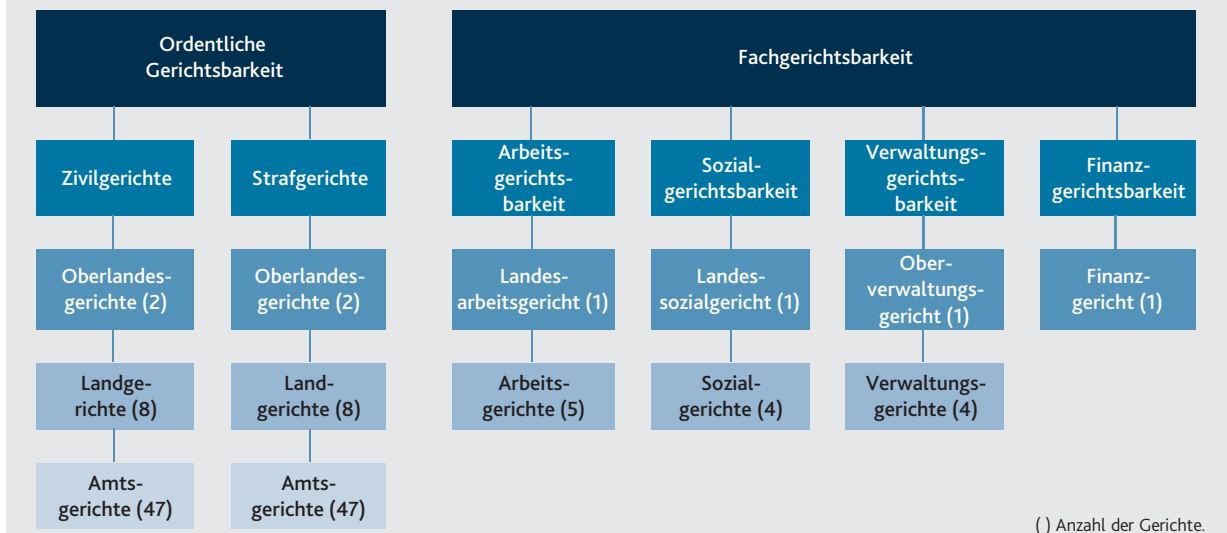 Ordentliche
Gerichtsbarkeit
Fachgerichtsbarkeit
Zivilgerichte
Strafgerichte
Arbeits-
gerichts-
barkeit
Sozial-
gerichtsbarkeit
Verwaltungs-
gerichts-
barkeit
Finanz-
gerichtsbarkeit
Oberlandes-
gerichte (2)
Oberlandes-
gerichte (2)
Landes-
arbeitsgericht (1)
Landes-
sozialgericht (1)
Ober-
verwaltungs-
gericht (1)
Finanz-
gericht (1)
Landge-
richte (8)
Land-
gerichte (8)
Arbeits-
gerichte (5)
Sozial-
gerichte (4)
Verwaltungs-
gerichte (4)
Amts-
gerichte (47)
Amts-
gerichte (47)
( ) Anzahl der Gerichte.